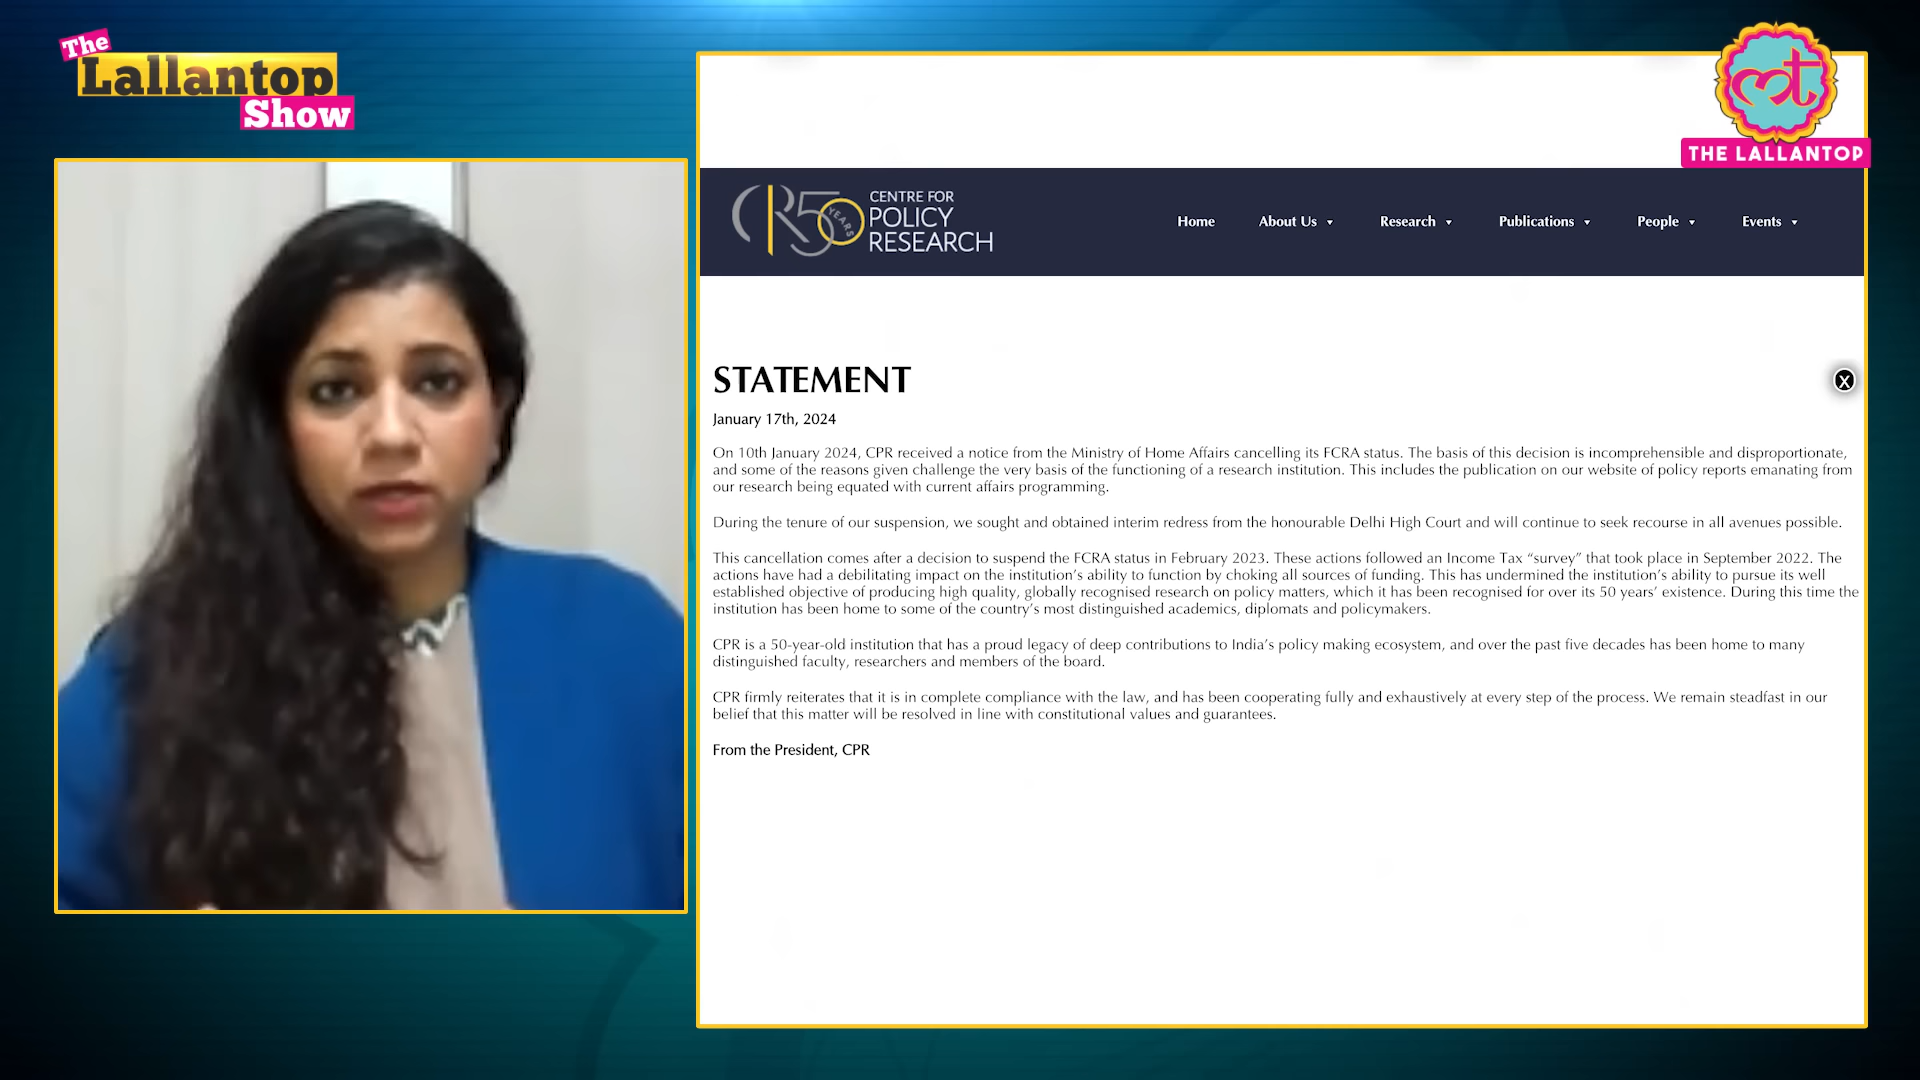 The
Lallantop
Show
मत
THE LALLANTOP
CENTRE FOR
POLICY
RESEARCH
50
YEARS
Home
About Us
Research
Publications
People
Events
STATEMENT
X
January 17th, 2024
On 10th January 2024, CPR received a notice from the Ministry of Home Affairs cancelling its FCRA status. The basis of this decision is incomprehensible and disproportionate,
and some of the reasons given challenge the very basis of the functioning of a research institution. This includes the publication on our website of policy reports emanating from
our research being equated with current affairs programming.
During the tenure of our suspension, we sought and obtained interim redress from the honourable Delhi High Court and will continue to seek recourse in all avenues possible.
This cancellation comes after a decision to suspend the FCRA status in February 2023. These actions followed an Income Tax “survey” that took place in September 2022. The
actions have had a debilitating impact on the institution’s ability to function by choking all sources of funding. This has undermined the institution’s ability to pursue its well
established objective of producing high quality, globally recognised research on policy matters, which it has been recognised for over its 50 years’ existence. During this time the
institution has been home to some of the country’s most distinguished academics, diplomats and policymakers.
CPR is a 50-year-old institution that has a proud legacy of deep contributions to India’s policy making ecosystem, and over the past five decades has been home to many
distinguished faculty, researchers and members of the board.
CPR firmly reiterates that it is in complete compliance with the law, and has been cooperating fully and exhaustively at every step of the process. We remain steadfast in our
belief that this matter will be resolved in line with constitutional values and guarantees.
From the President, CPR